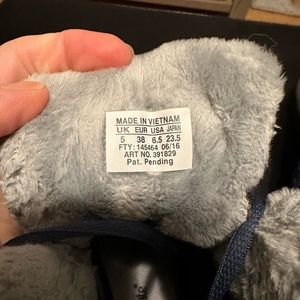 MADE IN VIETNAM
UK EUR USA JAPAN
5 38 6.5 23.5
FTY: 145464 06/16
ART NO. 391829
Pat. Pending